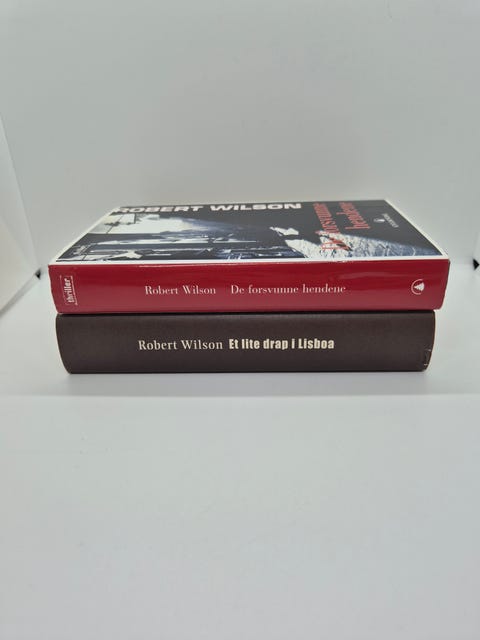 ROBERT WILSON
De forsvunne
hendene
thriller
Robert Wilson De forsvunne hendene
Robert Wilson Et lite drap i Lisboa